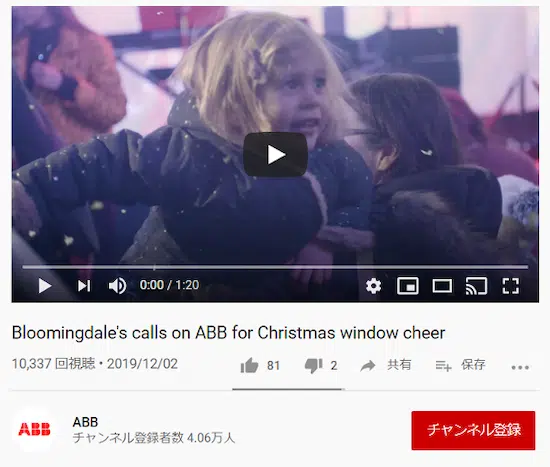 0:00 / 1:20
Bloomingdale's calls on ABB for Christmas window cheer
10,337 回視聴 • 2019/12/02
81
2
共有
保存
ABB
ABB
チャンネル登録者数 4.06万人
チャンネル登録